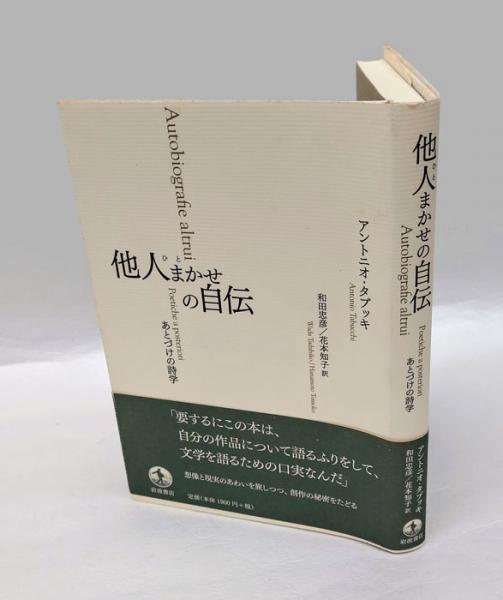 Autobiografie altrui
他人まかせ
ひと
の自伝
Poetiche a posteriori
あとづけの詩学
アントニオ・タブッキ
Antonio Tabucchi
和田忠彦／花本知子 訳
Wada Tadahiko / Hanamoto Tomoko
「要するにこの本は、
自分の作品について語るふりをして、
文学を語るための口実なんだ」
想像と現実のあわいを旅しつつ、創作の秘密をたどる
岩波書店
定価(本体 1900 円＋税)
他人まかせの自伝
ひと
Autobiografie altrui
Poetiche a posteriori
あとづけの詩学
アントニオ・タブッキ
和田忠彦／花本知子 訳
岩波書店